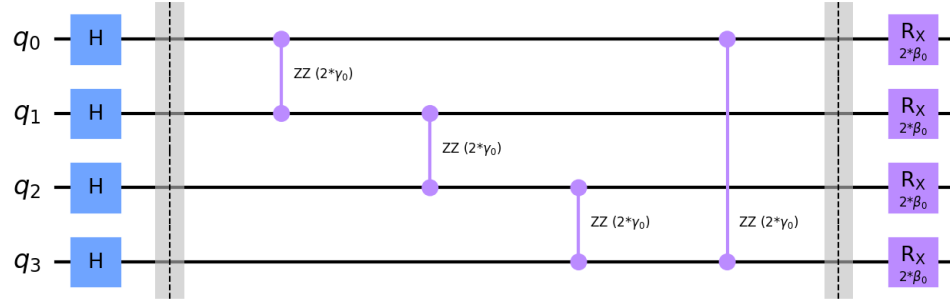 q0 H ZZ (2*γ0) RX 2*β0
q1 H ZZ (2*γ0) RX 2*β0
q2 H ZZ (2*γ0) RX 2*β0
q3 H ZZ (2*γ0) RX 2*β0